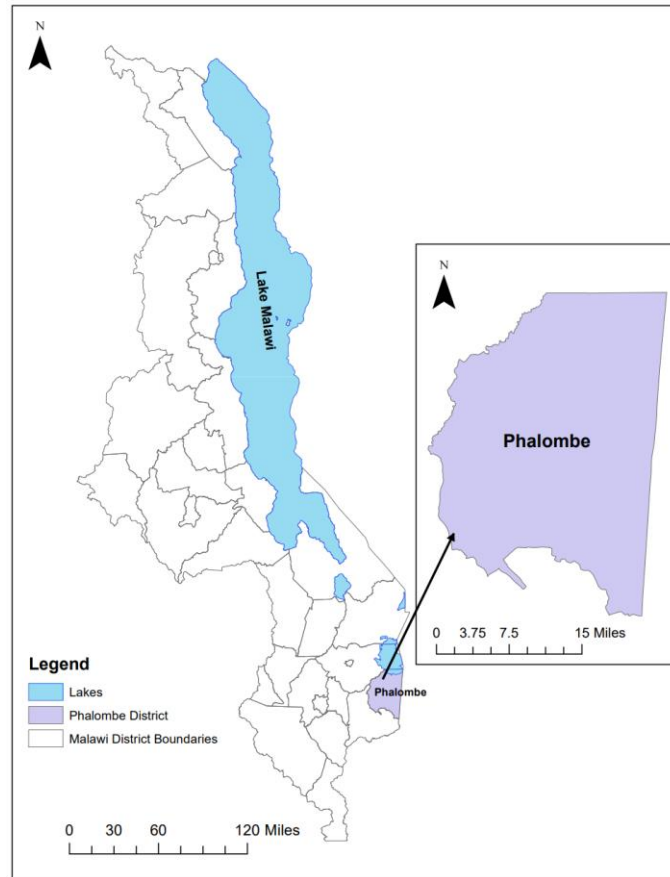 N
Lake Malawi
N
Phalombe
0 3.75 7.5 15 Miles
Legend
Lakes
Phalombe District
Malawi District Boundaries
Phalombe
0 30 60 120 Miles